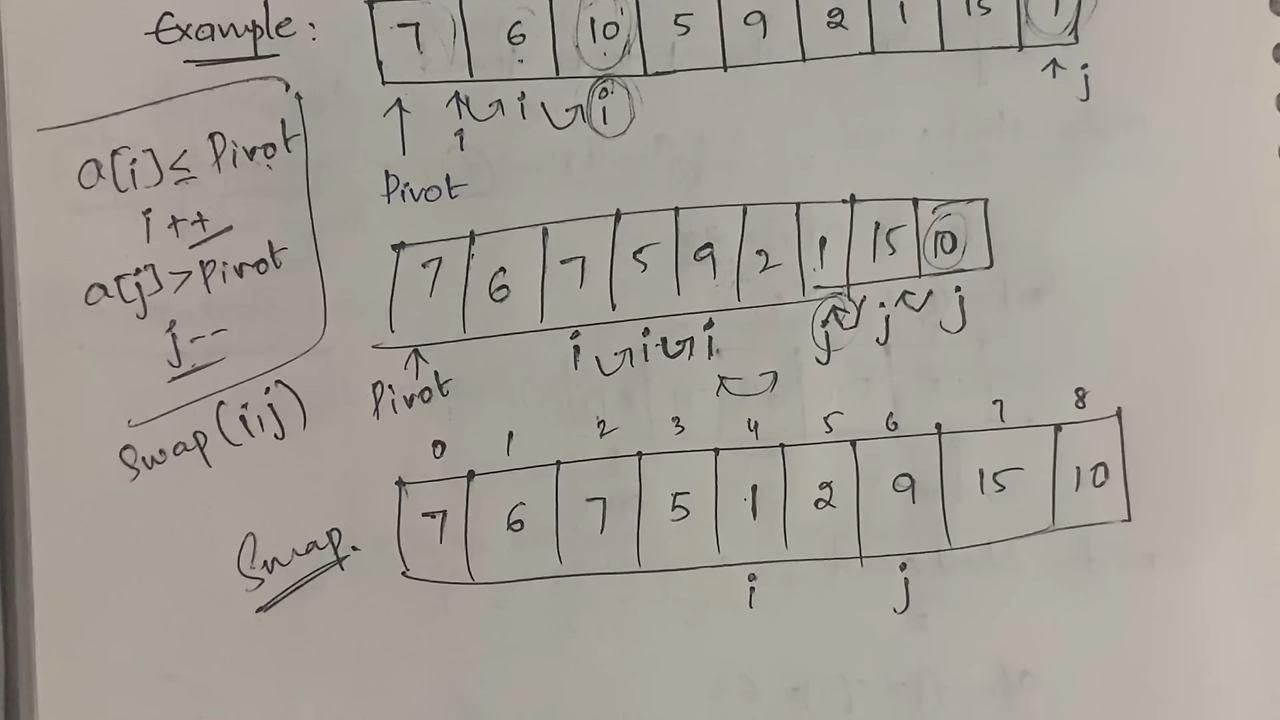 Example:
7 6 10 5 9 2 1 15 7
i i i j
Pivot
a[i] ≤ Pivot
i++
a[j] > Pivot
j--
Swap(i,j)
7 6 7 5 9 2 1 15 10
i i i j j j
Pivot
0 1 2 3 4 5 6 7 8
Swap. 7 6 7 5 1 2 9 15 10
i j